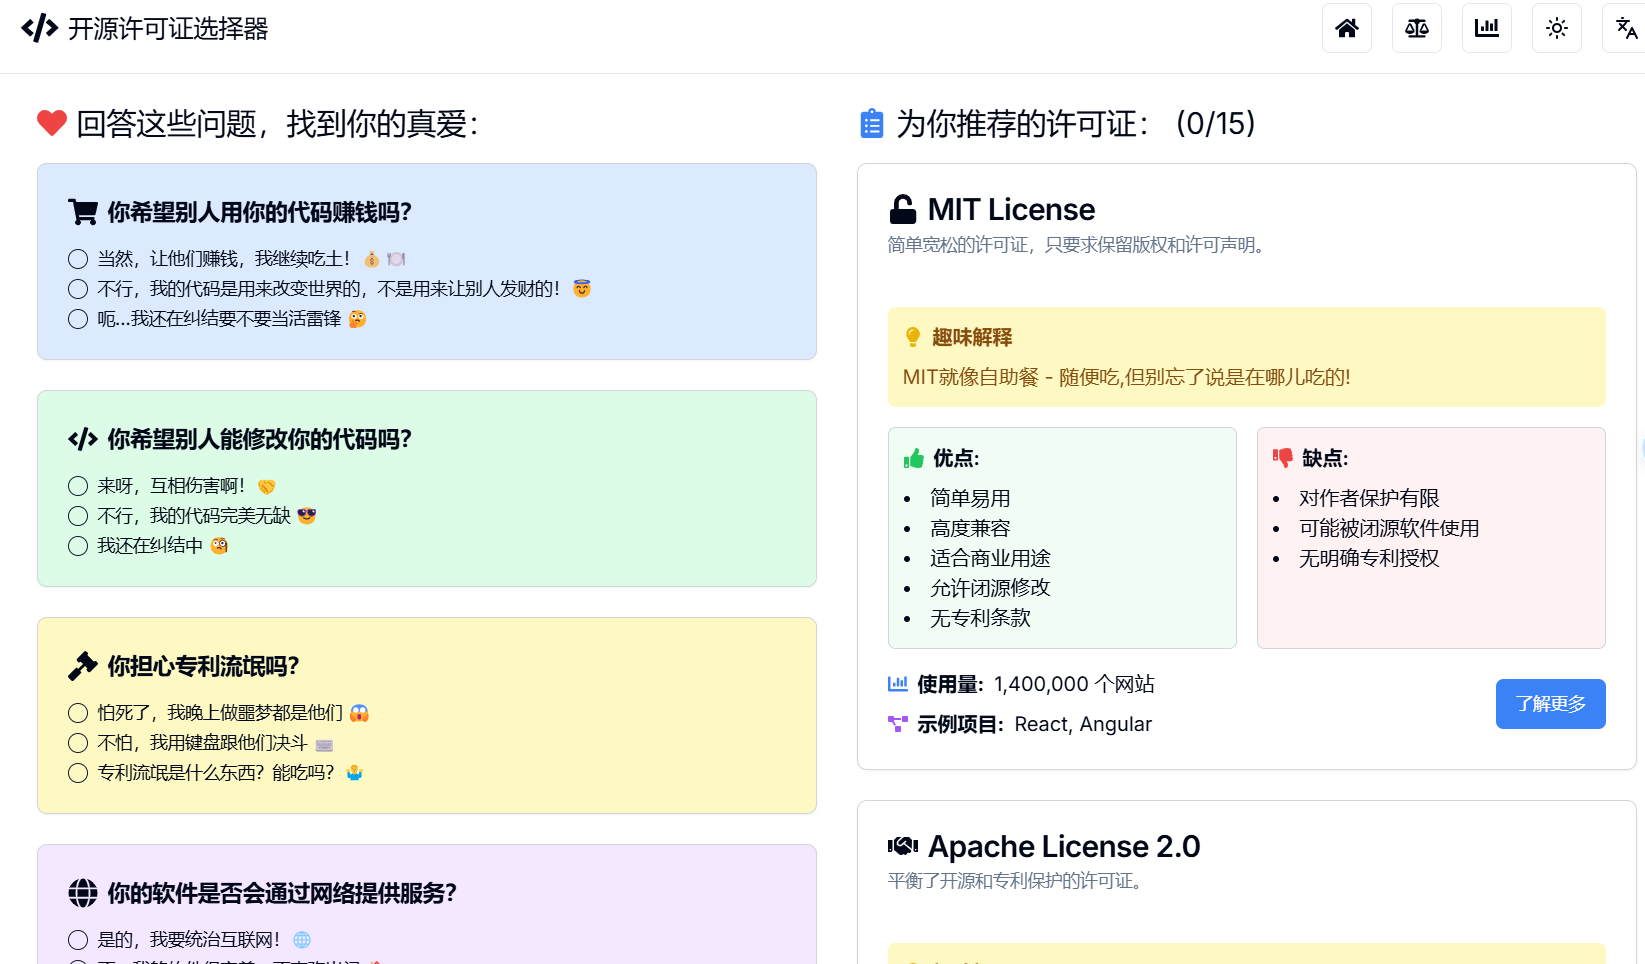 开源许可证选择器
回答这些问题，找到你的真爱：
你希望别人用你的代码赚钱吗？
当然，让他们赚钱，我继续吃土！💰🍽️
不行，我的代码是用来改变世界的，不是用来让别人发财的！😇
呃...我还在纠结要不要当活雷锋 🤔
你希望别人能修改你的代码吗？
来呀，互相伤害啊！🤝
不行，我的代码完美无缺 😎
我还在纠结中 🧐
你担心专利流氓吗？
怕死了，我晚上做噩梦都是他们 😱
不怕，我用键盘跟他们决斗 ⌨️
专利流氓是什么东西？能吃吗？🤷
你的软件是否会通过网络提供服务？
是的，我要统治互联网！🌐
为你推荐的许可证： (0/15)
MIT License
简单宽松的许可证，只要求保留版权和许可声明。
趣味解释
MIT就像自助餐 - 随便吃,但别忘了说是在哪儿吃的!
优点:
简单易用
高度兼容
适合商业用途
允许闭源修改
无专利条款
缺点:
对作者保护有限
可能被闭源软件使用
无明确专利授权
使用量: 1,400,000 个网站
示例项目: React, Angular
了解更多
Apache License 2.0
平衡了开源和专利保护的许可证。